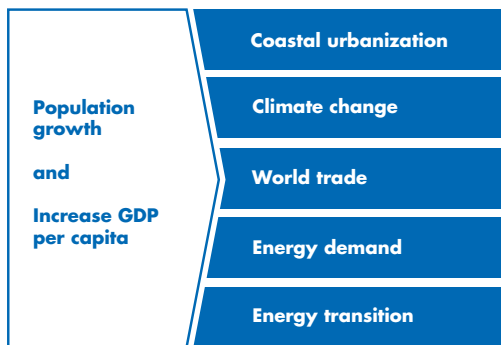 Population
growth
and
Increase GDP
per capita
Coastal urbanization
Climate change
World trade
Energy demand
Energy transition